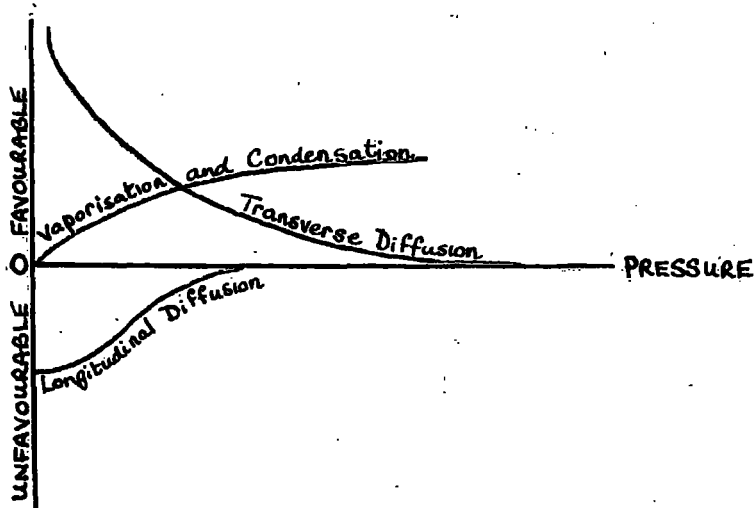 FAVOURABLE
Vaporisation and Condensation
Transverse Diffusion
O
PRESSURE
Longitudinal Diffusion
UNFAVOURABLE